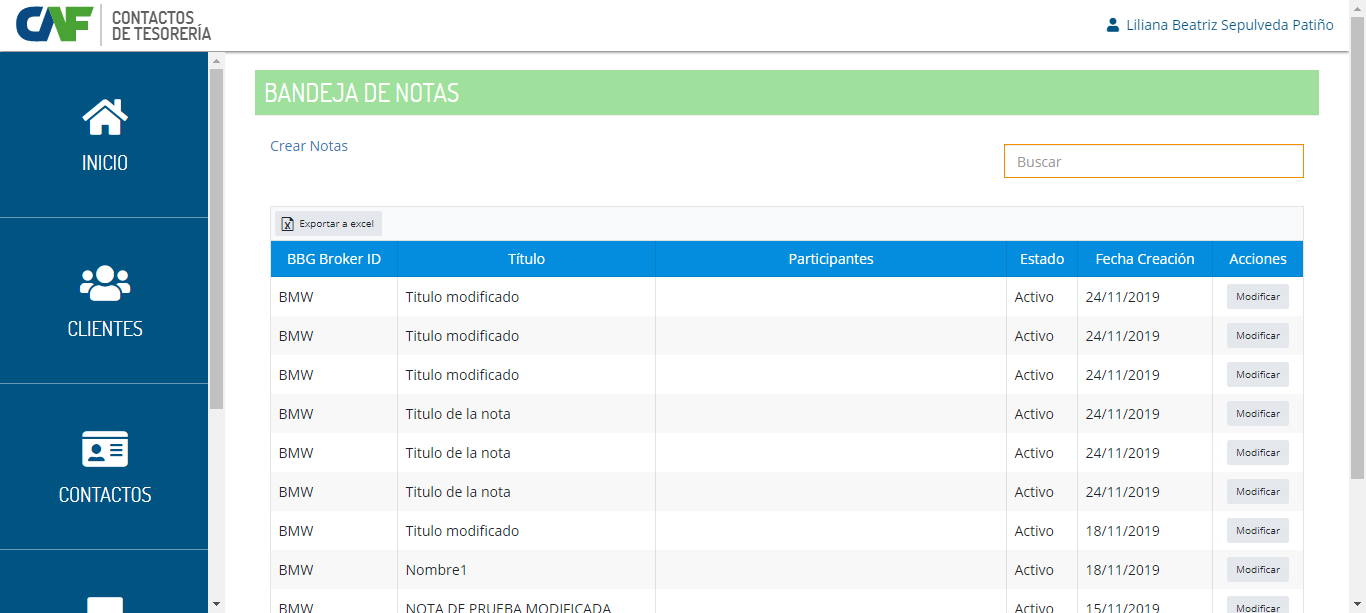 CAF CONTACTOS
DE TESORERÍA
Liliana Beatriz Sepulveda Patiño
INICIO
CLIENTES
CONTACTOS
BANDEJA DE NOTAS
Crear Notas
Buscar
Exportar a excel
BBG Broker ID Título Participantes Estado Fecha Creación Acciones
BMW Titulo modificado Activo 24/11/2019 Modificar
BMW Titulo modificado Activo 24/11/2019 Modificar
BMW Titulo modificado Activo 24/11/2019 Modificar
BMW Titulo de la nota Activo 24/11/2019 Modificar
BMW Titulo de la nota Activo 24/11/2019 Modificar
BMW Titulo de la nota Activo 24/11/2019 Modificar
BMW Titulo modificado Activo 18/11/2019 Modificar
BMW Nombre1 Activo 18/11/2019 Modificar
BMW NOTA DE PRUEBA MODIFICADA Activo 15/11/2019 Modificar